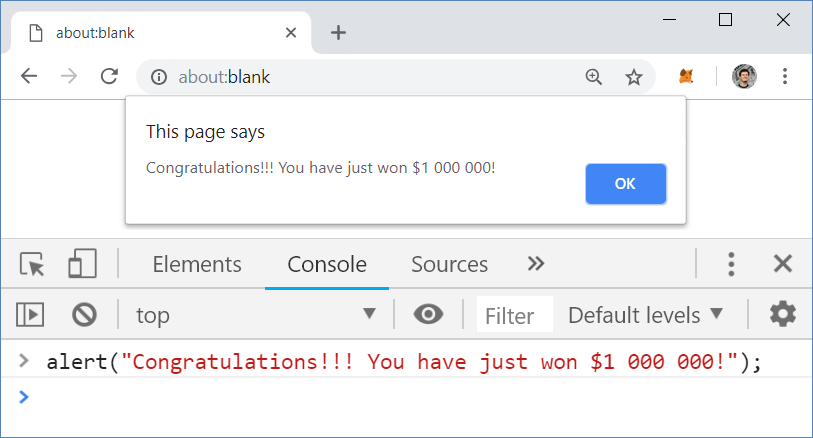 about:blank
about:blank
This page says
Congratulations!!! You have just won $1 000 000!
OK
Elements Console Sources
top Filter Default levels
alert("Congratulations!!! You have just won $1 000 000!");